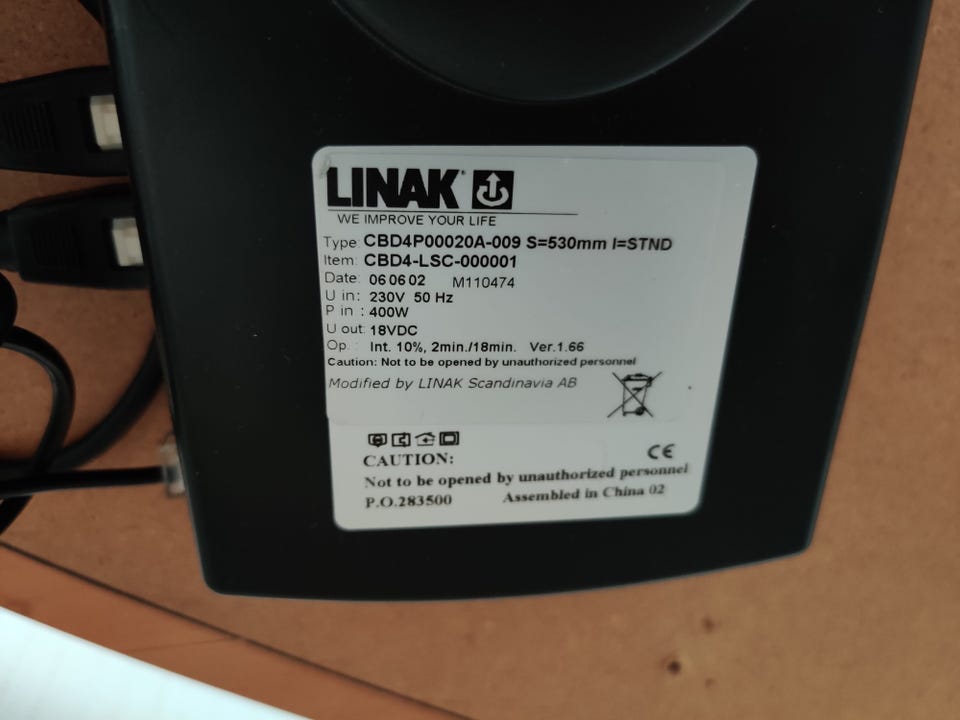 LINAK®
WE IMPROVE YOUR LIFE
Type: CBD4P00020A-009 S=530mm I=STND
Item: CBD4-LSC-000001
Date: 060602 M110474
U in: 230V 50 Hz
P in : 400W
U out: 18VDC
Op. : Int. 10%, 2min./18min. Ver.1.66
Caution: Not to be opened by unauthorized personnel
Modified by LINAK Scandinavia AB
CE
CAUTION:
Not to be opened by unauthorized personnel
P.O.283500 Assembled in China 02